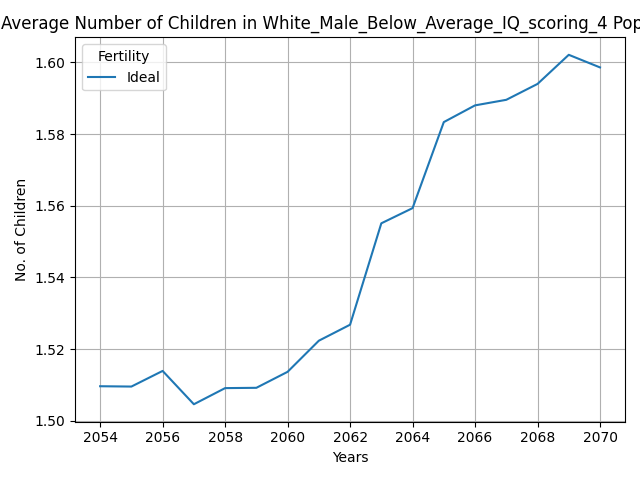 Average Number of Children in White_Male_Below_Average_IQ_scoring_4 Pop
Fertility
Ideal
1.60
1.58
1.56
1.54
1.52
1.50
No. of Children
2054 2056 2058 2060 2062 2064 2066 2068 2070
Years